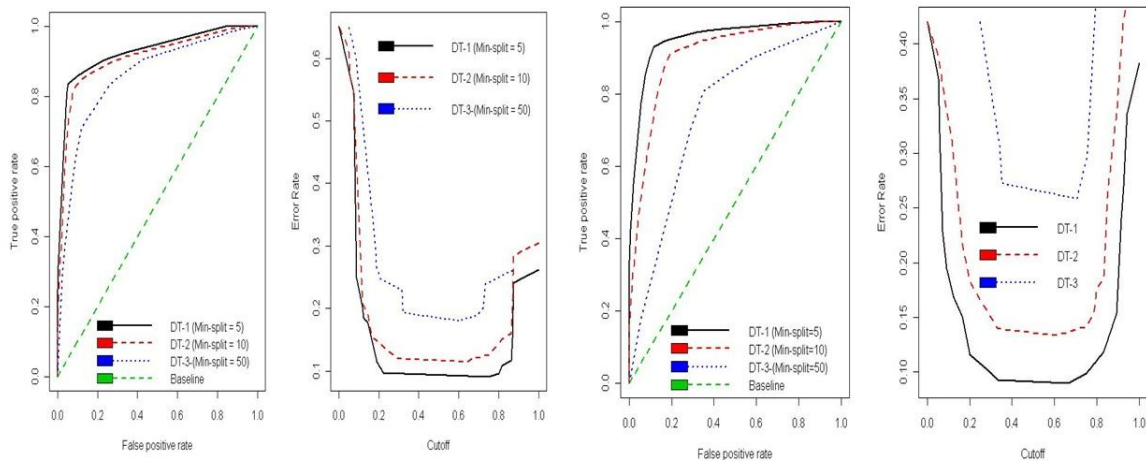 True positive rate
0.0
0.2
0.4
0.6
0.8
1.0
0.0 0.2 0.4 0.6 0.8 1.0
False positive rate
DT-1 (Min-split = 5)
DT-2 (Min-split = 10)
DT-3-(Min-split = 50)
Baseline
Error Rate
0.1
0.2
0.3
0.4
0.5
0.6
0.0 0.2 0.4 0.6 0.8 1.0
Cutoff
DT-1 (Min-split = 5)
DT-2 (Min-split = 10)
DT-3-(Min-split = 50)
True positive rate
0.0
0.2
0.4
0.6
0.8
1.0
0.0 0.2 0.4 0.6 0.8 1.0
False positive rate
DT-1 (Min-split=5)
DT-2 (Min-split=10)
DT-3-(Min-split=50)
Baseline
Error Rate
0.10
0.15
0.20
0.25
0.30
0.35
0.40
0.0 0.2 0.4 0.6 0.8 1.0
Cutoff
DT-1
DT-2
DT-3